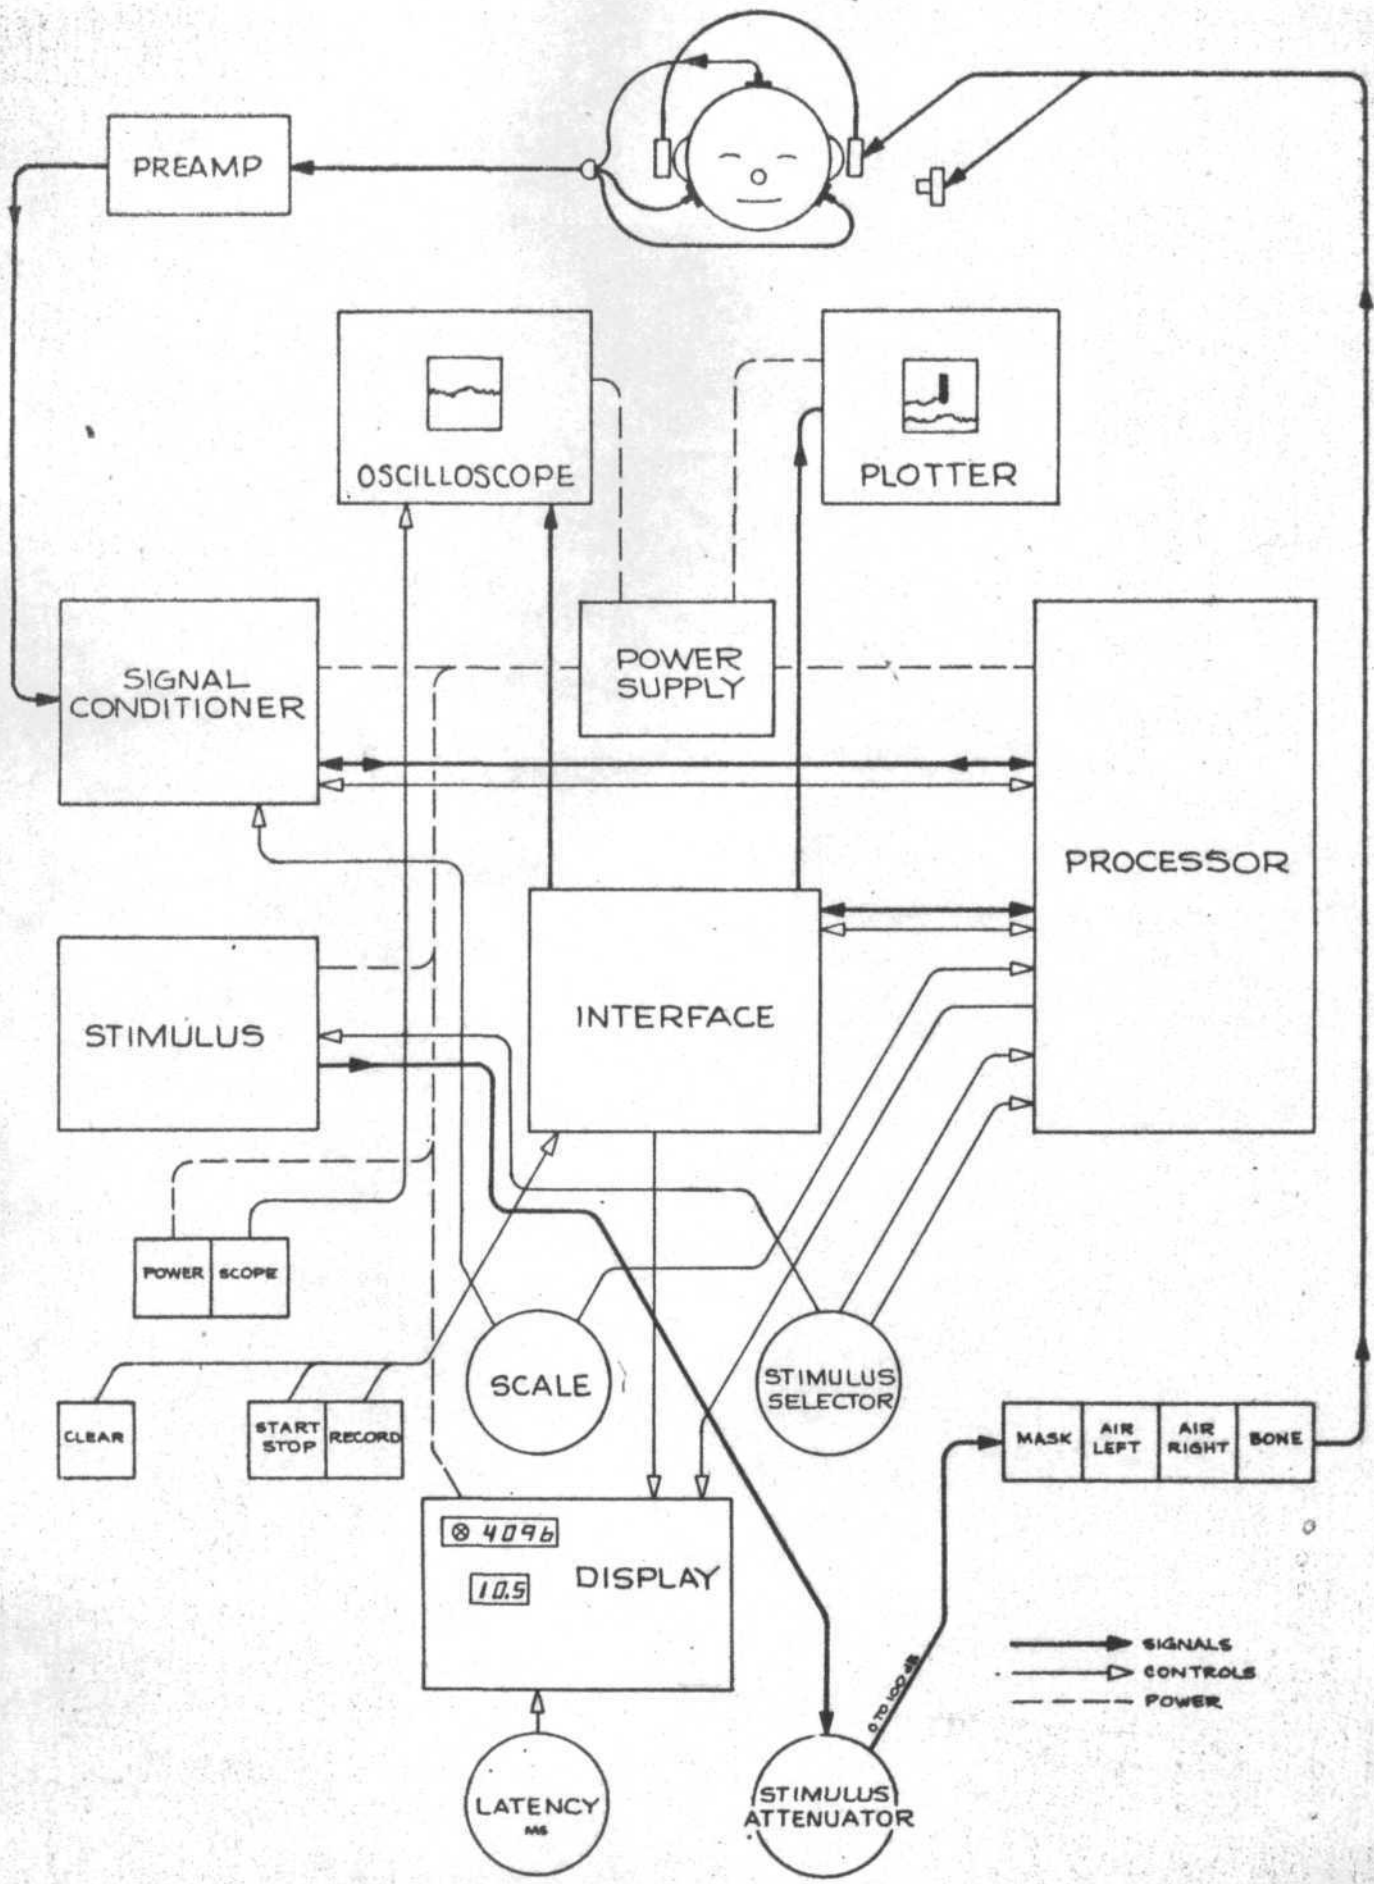 PREAMP
OSCILLOSCOPE
PLOTTER
SIGNAL
CONDITIONER
POWER
SUPPLY
PROCESSOR
STIMULUS
INTERFACE
POWER
SCOPE
CLEAR
START
STOP
RECORD
SCALE
STIMULUS
SELECTOR
MASK
AIR
LEFT
AIR
RIGHT
BONE
4096
10.5
DISPLAY
0 TO 100 dB
SIGNALS
CONTROLS
POWER
LATENCY
MS
STIMULUS
ATTENUATOR